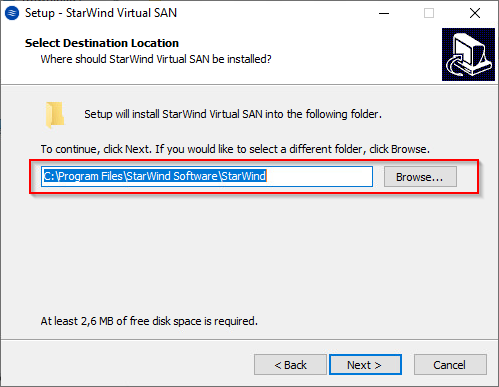 Setup - StarWind Virtual SAN
Select Destination Location
Where should StarWind Virtual SAN be installed?
Setup will install StarWind Virtual SAN into the following folder.
To continue, click Next. If you would like to select a different folder, click Browse.
C:\Program Files\StarWind Software\StarWind
Browse...
At least 2,6 MB of free disk space is required.
< Back
Next >
Cancel